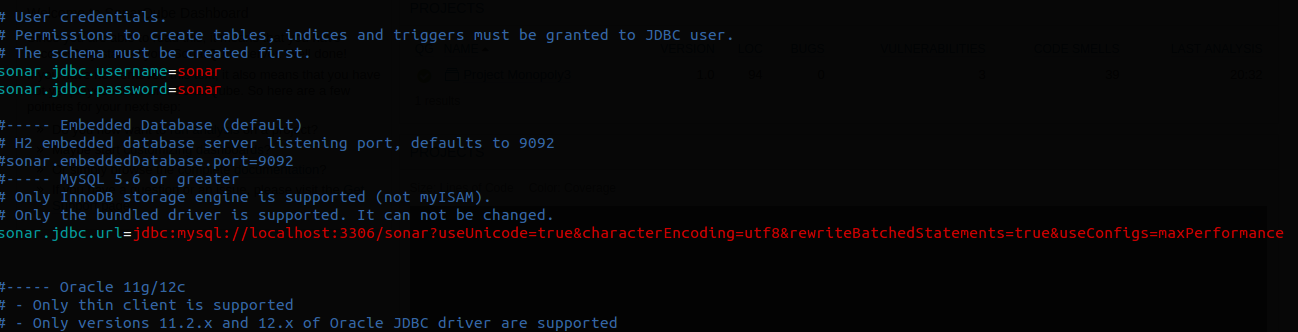 # User credentials.
# Permissions to create tables, indices and triggers must be granted to JDBC user.
# The schema must be created first.
sonar.jdbc.username=sonar
sonar.jdbc.password=sonar
#----- Embedded Database (default)
# H2 embedded database server listening port, defaults to 9092
#sonar.embeddedDatabase.port=9092
#----- MySQL 5.6 or greater
# Only InnoDB storage engine is supported (not myISAM).
# Only the bundled driver is supported. It can not be changed.
sonar.jdbc.url=jdbc:mysql://localhost:3306/sonar?useUnicode=true&characterEncoding=utf8&rewriteBatchedStatements=true&useConfigs=maxPerformance
#----- Oracle 11g/12c
# - Only thin client is supported
# - Only versions 11.2.x and 12.x of Oracle JDBC driver are supported